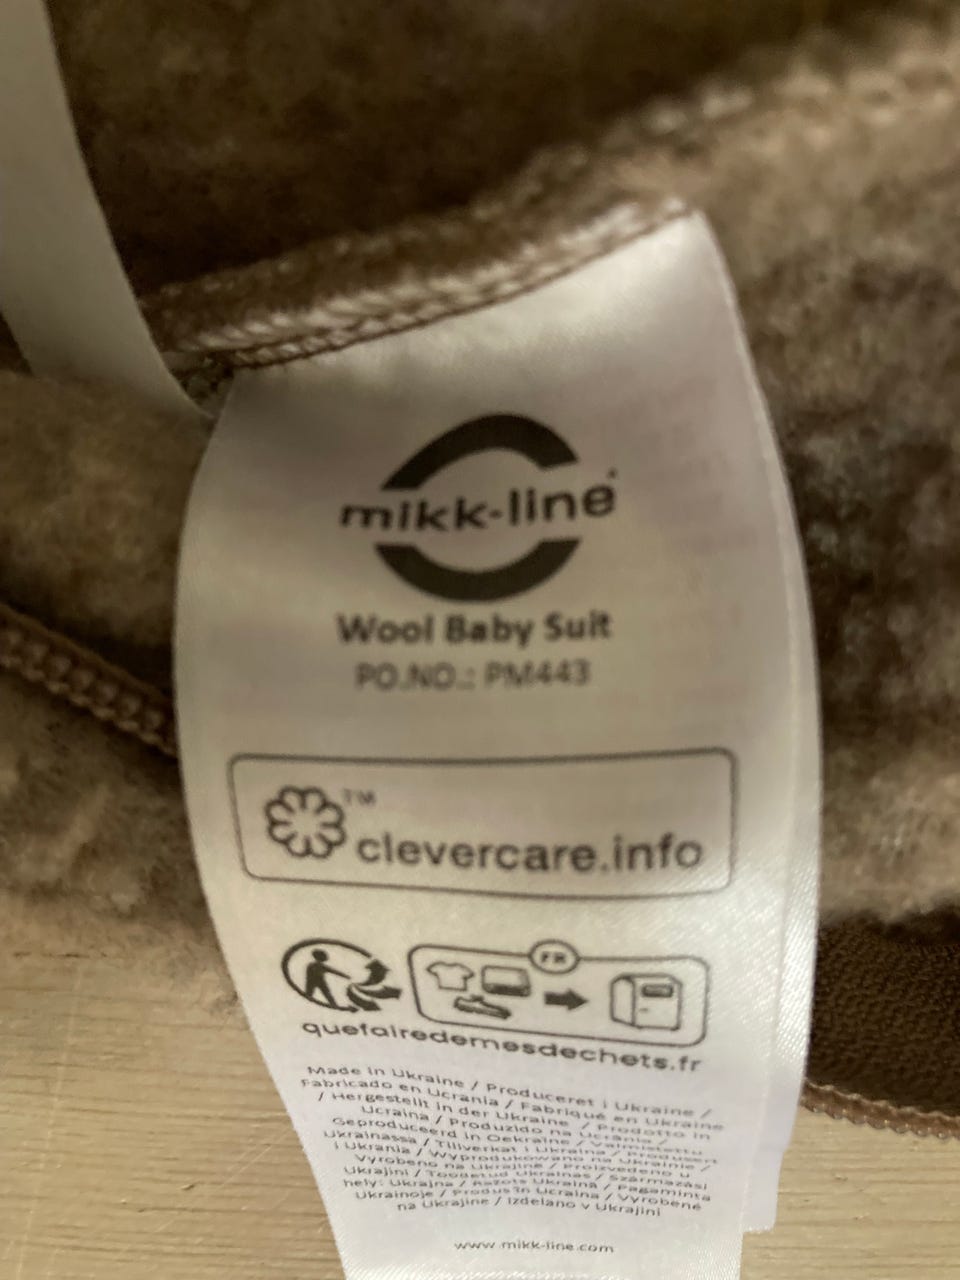 mikk-line
Wool Baby Suit
PO.NO.: PM443
TM
clevercare.info
FR
quefairedemesdechets.fr
Made in Ukraine / Produceret i Ukraine /
Fabricado en Ucrania / Fabriqué en Ukraine
/ Hergestellt in der Ukraine / Prodotto in
Ucraina / Produzido na Ucrânia /
Geproduceerd in Oekraïne / Valmistettu
Ukrainassa / Tillverkat i Ukraina / Produsert
i Ukrania / Wyprodukowano na Ukrainie /
Vyrobeno na Ukrajine / Proizvedeno u
Ukrajini / Toodetud Ukrainas / Származási
hely: Ukrajna / Ražots Ukrainā / Pagaminta
Ukrainoje / Produs în Ucraina / Vyrobené
na Ukrajine / Izdelano v Ukrajini
www.mikk-line.com